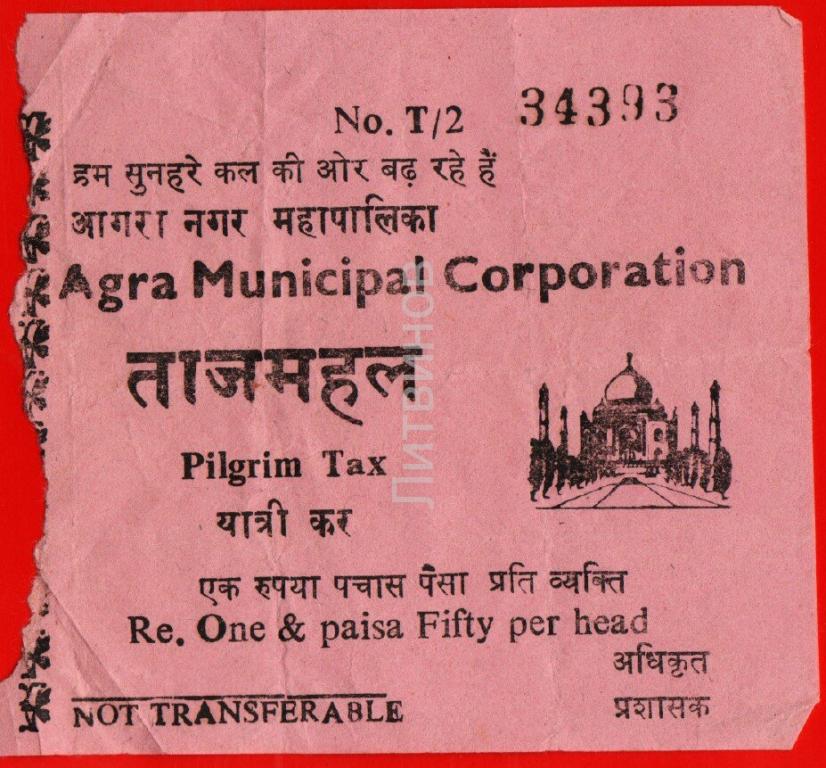 No. T/2 34393
हम सुनहरे कल की ओर बढ़ रहे हैं
आगरा नगर महापालिका
Agra Municipal Corporation
ताजमहल
Pilgrim Tax
यात्री कर
एक रुपया पचास पैसा प्रति व्यक्ति
Re. One & paisa Fifty per head
अधिकृत
NOT TRANSFERABLE प्रशासक
Литвинов